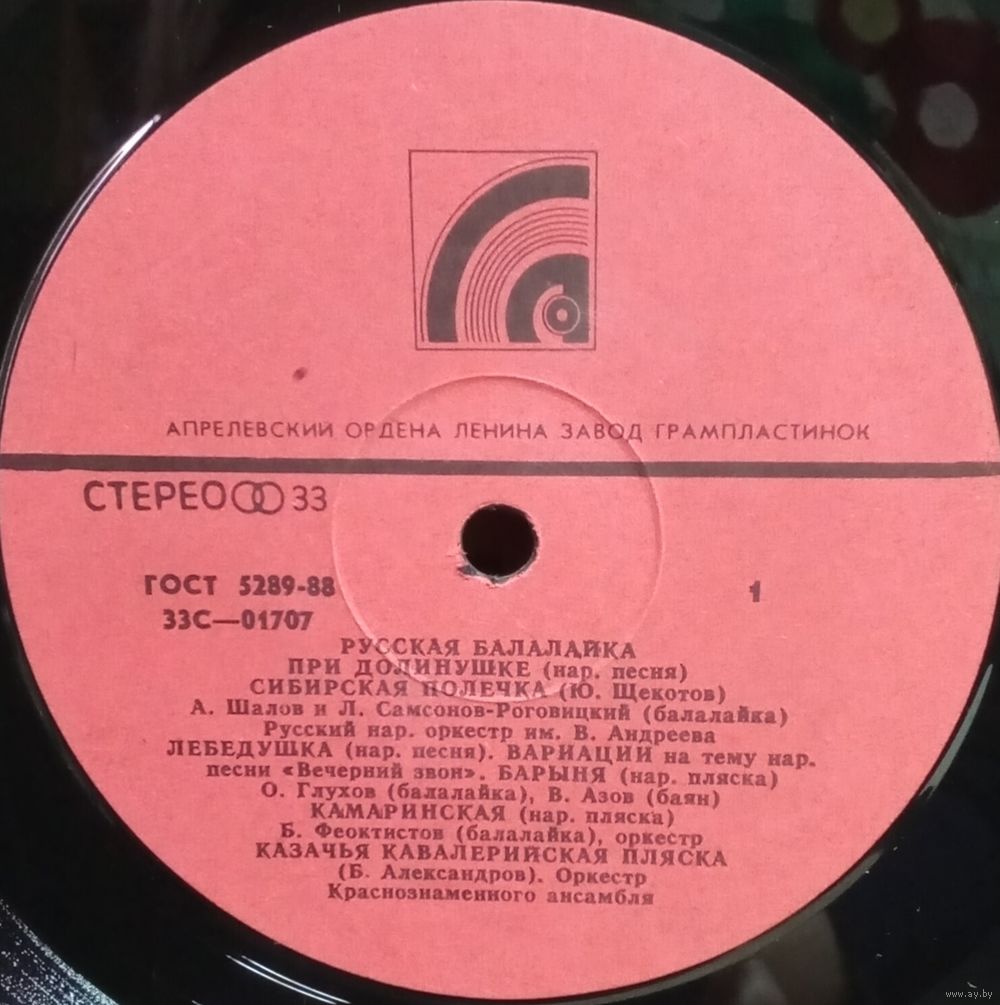 АПРЕЛЕВСКИЙ ОРДЕНА ЛЕНИНА ЗАВОД ГРАМПЛАСТИНОК
СТЕРЕО 33
ГОСТ 5289-88
33С—01707
1
РУССКАЯ БАЛАЛАЙКА
ПРИ ДОЛИНУШКЕ (нар. песня)
СИБИРСКАЯ ПОЛЕЧКА (Ю. Щекотов)
А. Шалов и Л. Самсонов-Роговицкий (балалайка)
Русский нар. оркестр им. В. Андреева
ЛЕБЕДУШКА (нар. песня). ВАРИАЦИИ на тему нар.
песни «Вечерний звон». БАРЫНЯ (нар. пляска)
О. Глухов (балалайка), В. Азов (баян)
КАМАРИНСКАЯ (нар. пляска)
Б. Феоктистов (балалайка), оркестр
КАЗАЧЬЯ КАВАЛЕРИЙСКАЯ ПЛЯСКА
(Б. Александров). Оркестр
Краснознаменного ансамбля
www.ay.by